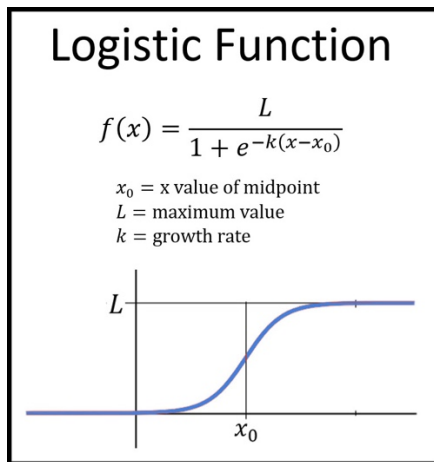 Logistic Function
f(x) = L / (1 + e^{-k(x-x₀)})
x₀ = x value of midpoint
L = maximum value
k = growth rate
L
x₀